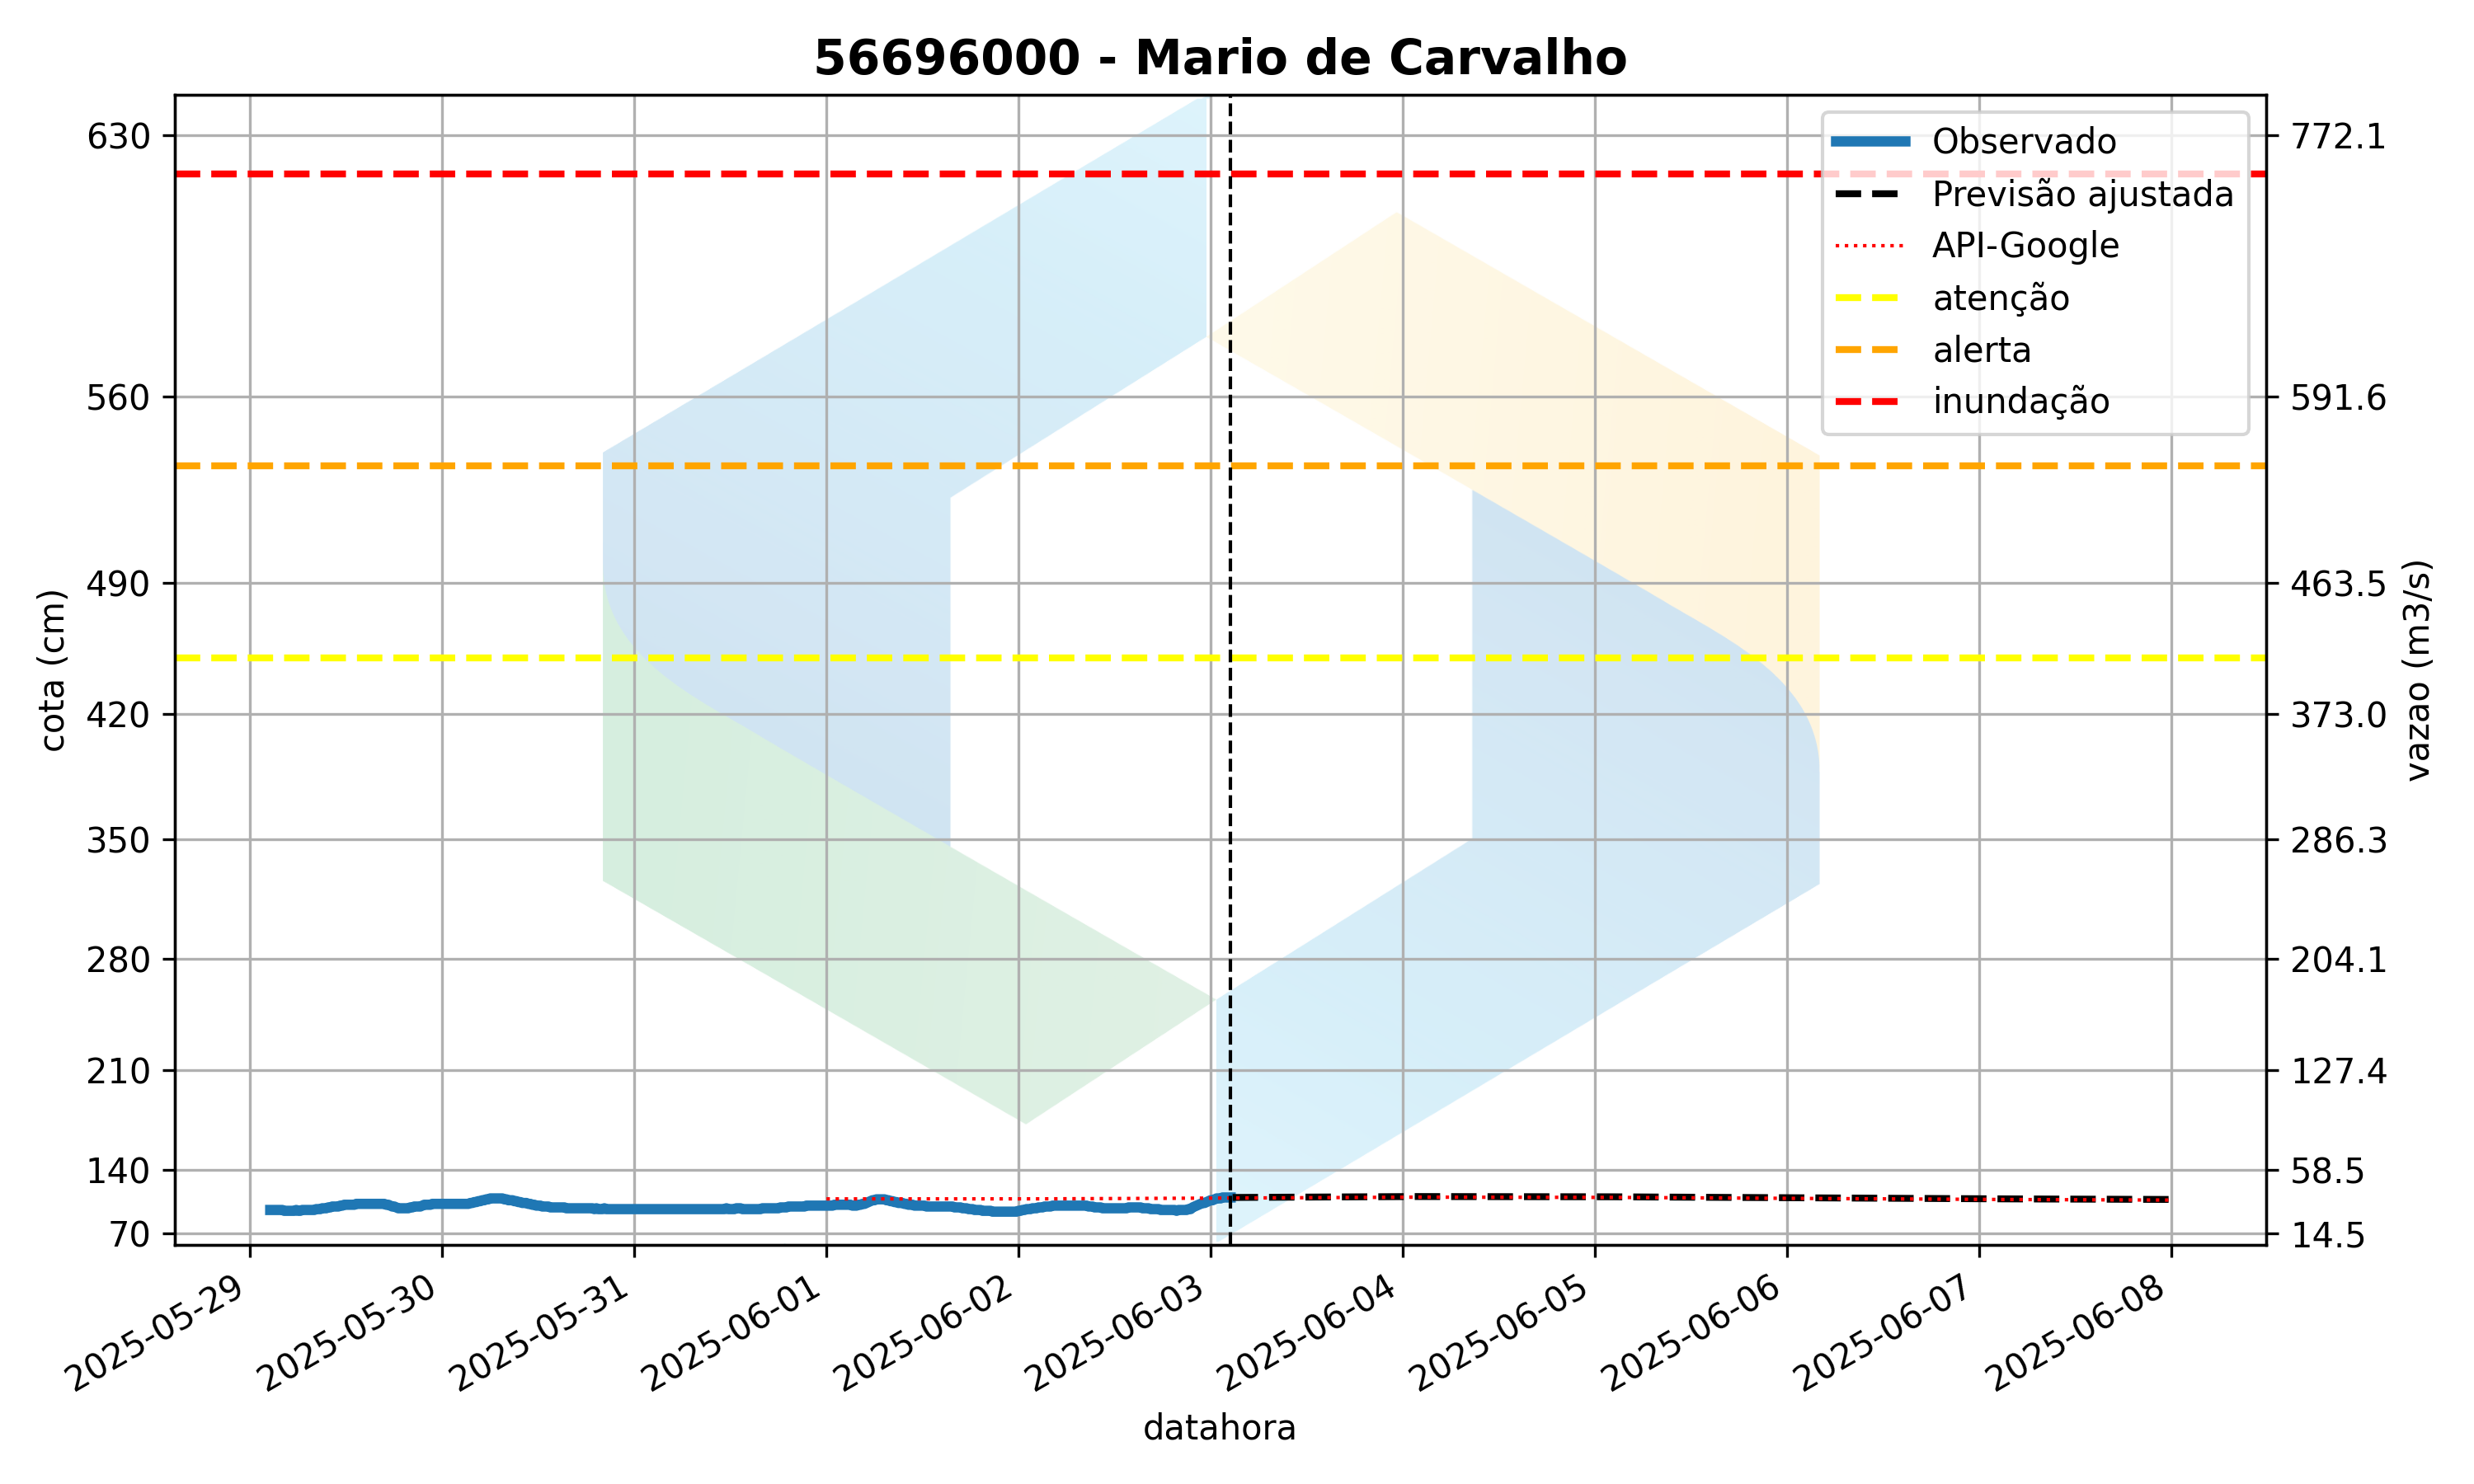 56696000 - Mario de Carvalho
630
560
490
420
350
280
210
140
70
cota (cm)
772.1
591.6
463.5
373.0
286.3
204.1
127.4
58.5
14.5
vazao (m3/s)
Observado
Previsão ajustada
API-Google
atenção
alerta
inundação
2025-05-29
2025-05-30
2025-05-31
2025-06-01
2025-06-02
2025-06-03
2025-06-04
2025-06-05
2025-06-06
2025-06-07
2025-06-08
datahora